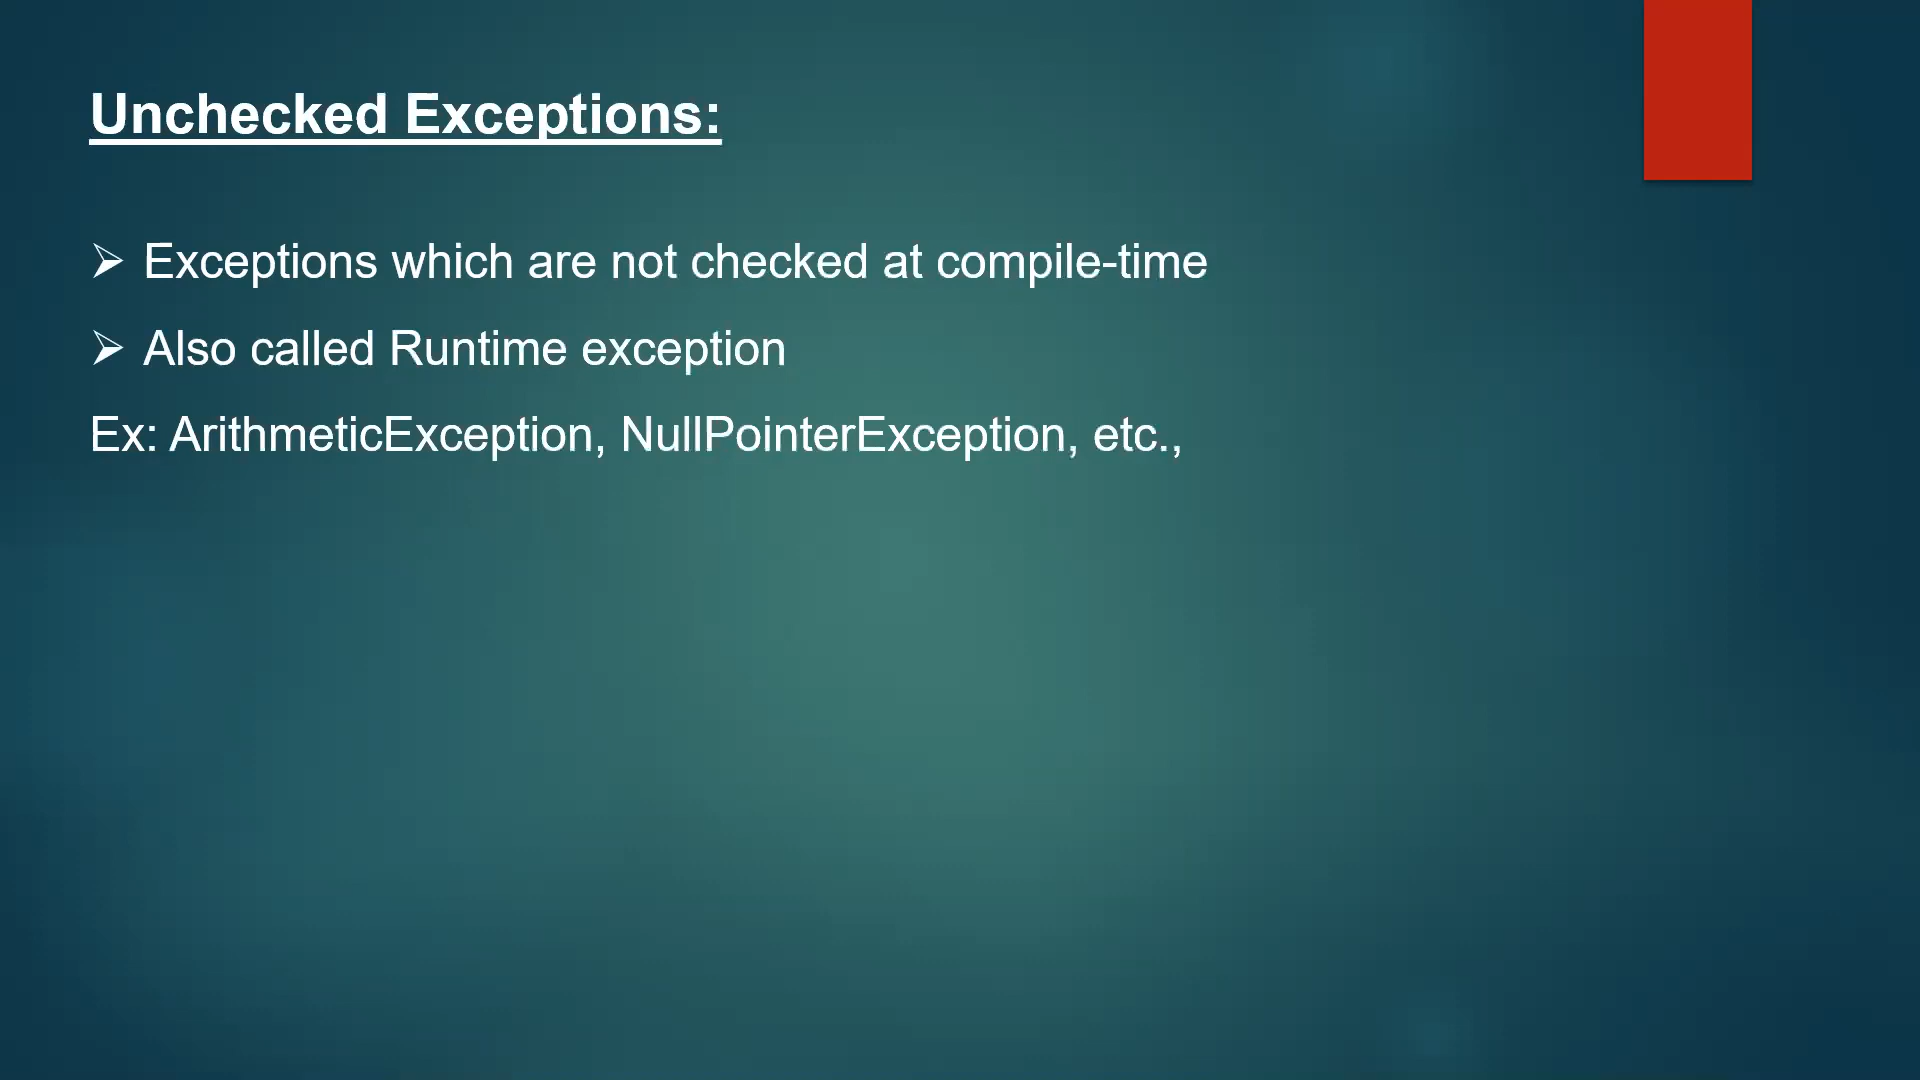 Unchecked Exceptions:
➢ Exceptions which are not checked at compile-time
➢ Also called Runtime exception
Ex: ArithmeticException, NullPointerException, etc.,